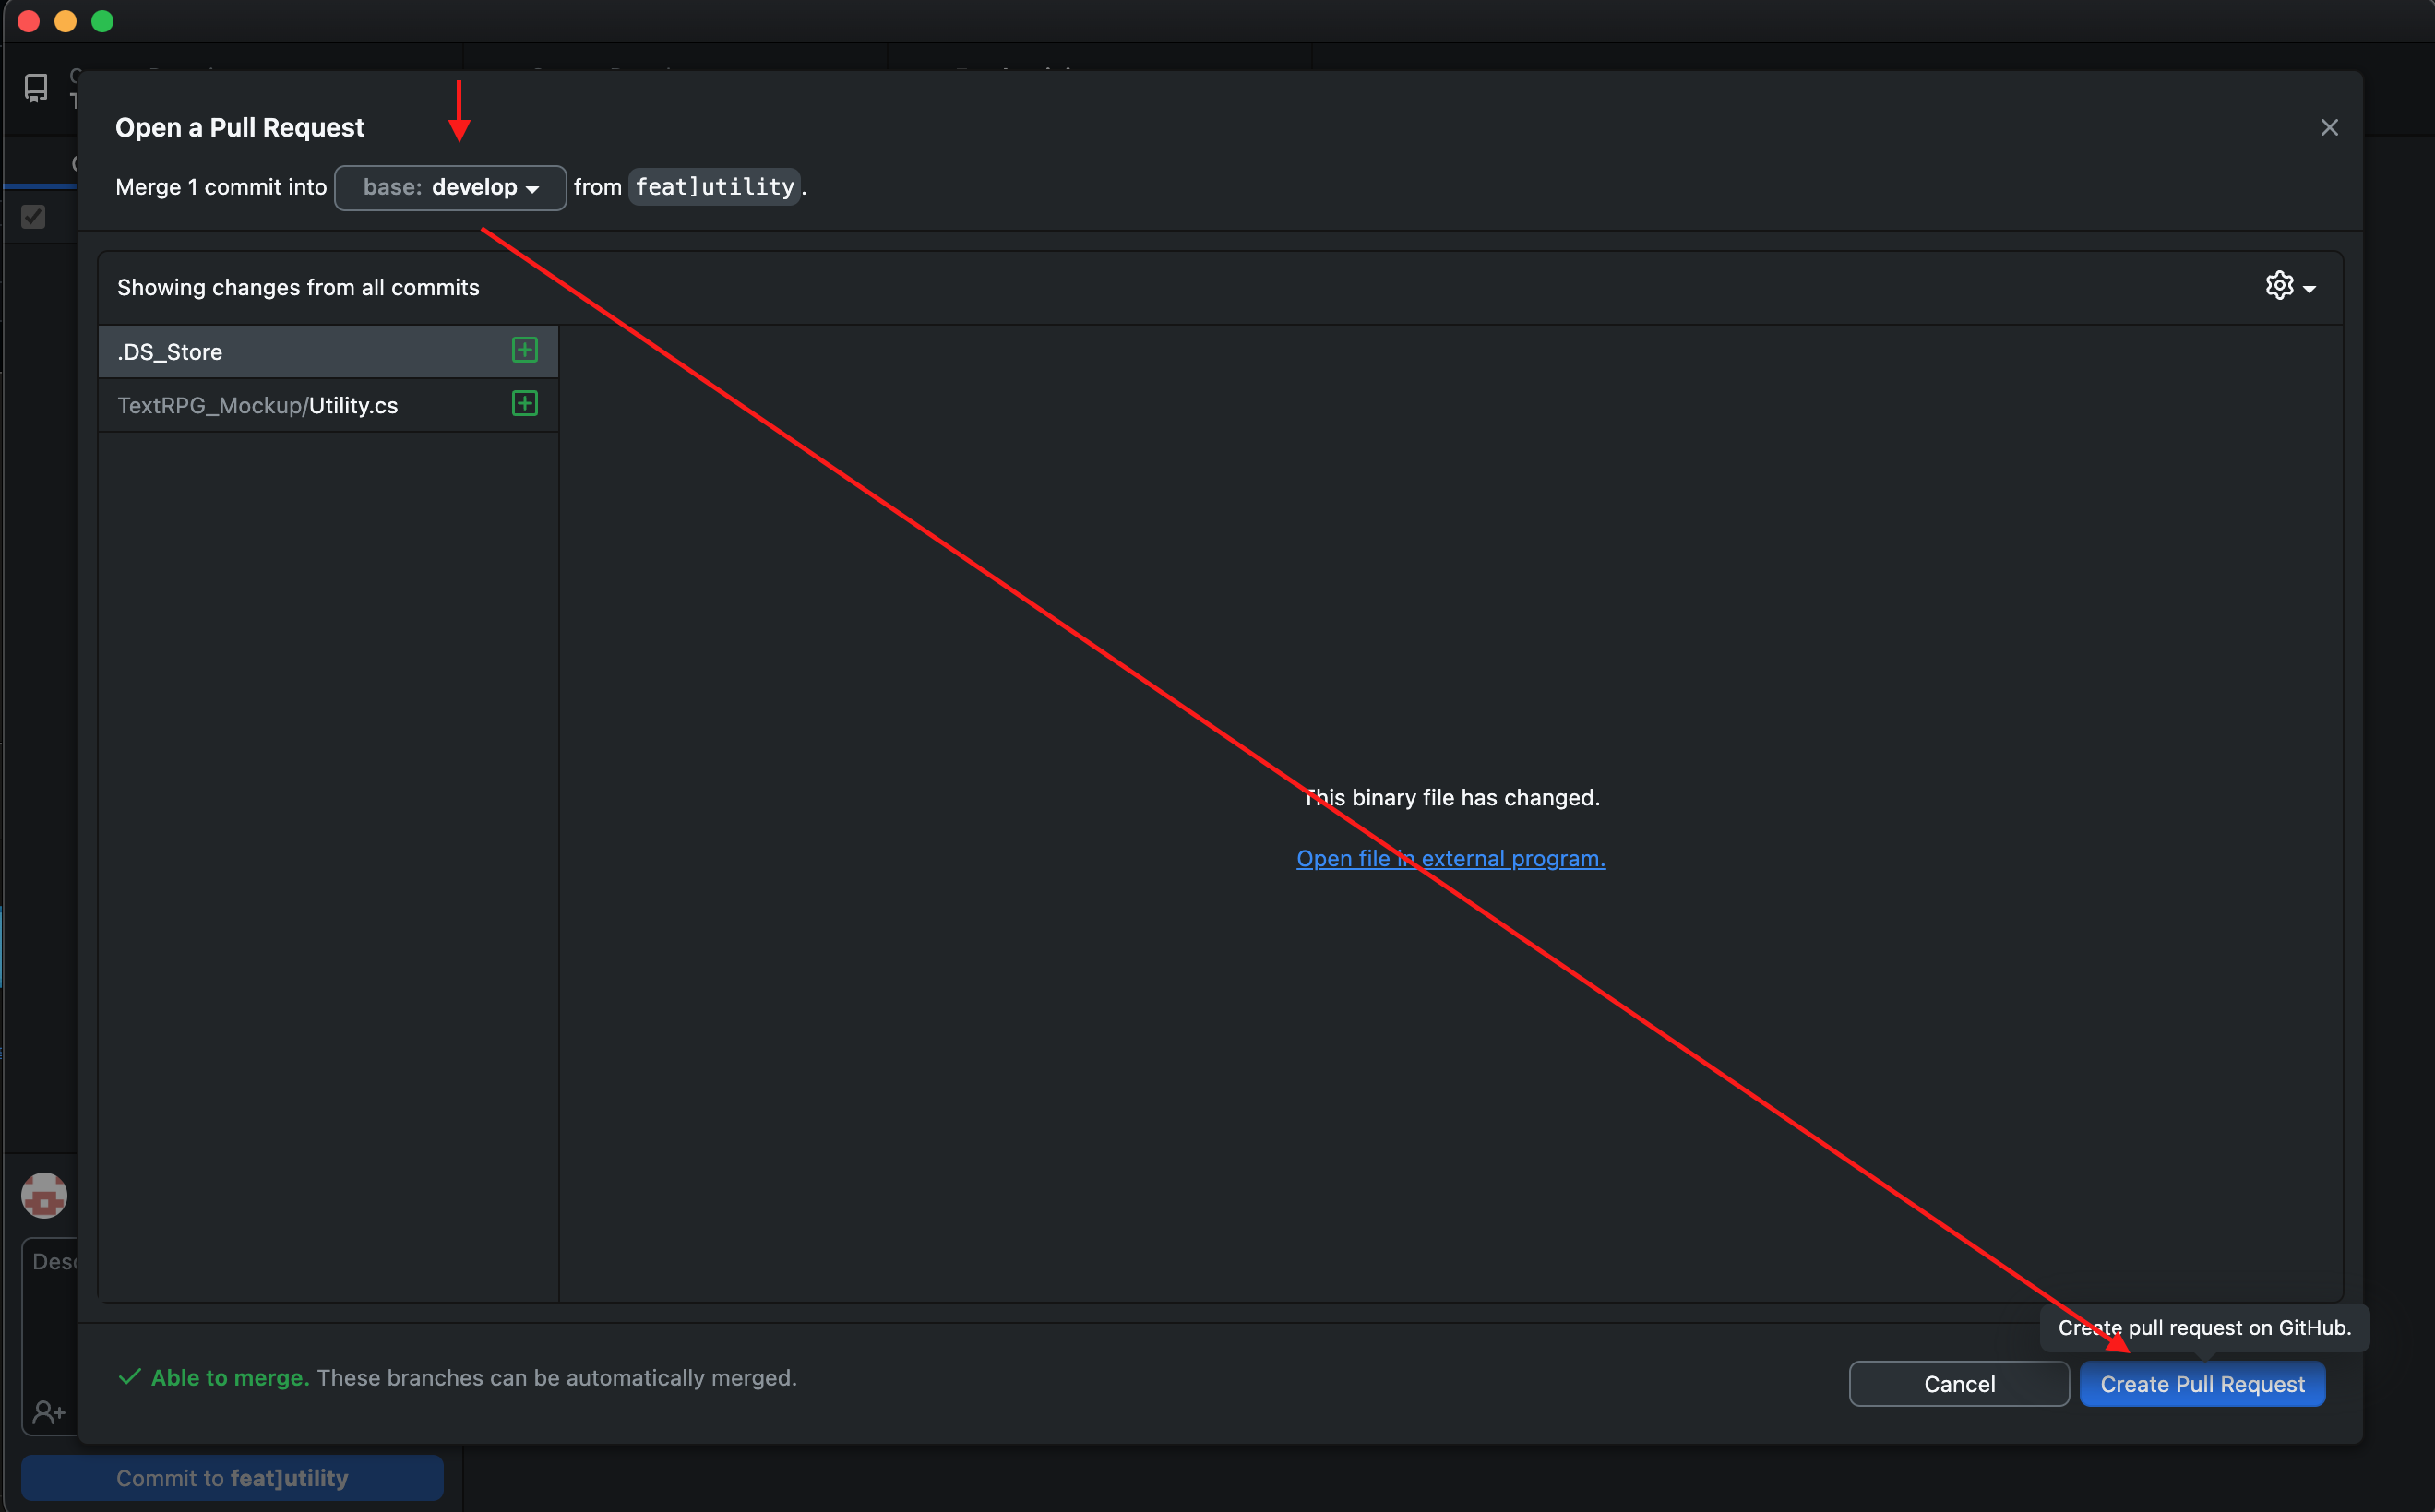 Open a Pull Request
Merge 1 commit into base: develop from feat]utility.
Showing changes from all commits
.DS_Store
TextRPG_Mockup/Utility.cs
This binary file has changed.
Open file in external program.
Create pull request on GitHub.
Able to merge. These branches can be automatically merged.
Cancel
Create Pull Request
Commit to feat]utility